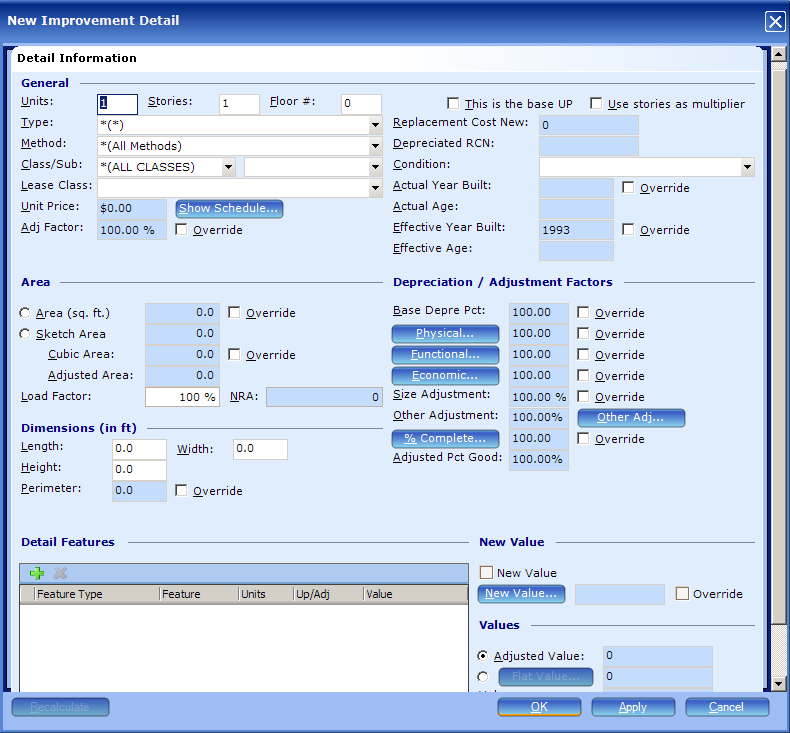 New Improvement Detail
Detail Information
General
Units: 1 Stories: 1 Floor #: 0
This is the base UP Use stories as multiplier
Type: *(*)
Replacement Cost New: 0
Method: *(All Methods)
Depreciated RCN:
Class/Sub: *(ALL CLASSES)
Condition:
Lease Class:
Actual Year Built: Override
Unit Price: $0.00 Show Schedule...
Actual Age:
Adj Factor: 100.00 % Override
Effective Year Built: 1993 Override
Effective Age:
Area
Area (sq. ft.) 0.0 Override
Sketch Area 0.0
Cubic Area: 0.0 Override
Adjusted Area: 0.0
Load Factor: 100 % NRA: 0
Dimensions (in ft)
Length: 0.0 Width: 0.0
Height: 0.0
Perimeter: 0.0 Override
Depreciation / Adjustment Factors
Base Depre Pct: 100.00 Override
Physical... 100.00 Override
Functional... 100.00 Override
Economic... 100.00 Override
Size Adjustment: 100.00 % Override
Other Adjustment: 100.00% Other Adj...
% Complete... 100.00 Override
Adjusted Pct Good: 100.00%
Detail Features
Feature Type Feature Units Up/Adj Value
New Value
New Value
New Value... Override
Values
Adjusted Value: 0
Flat Value... 0
Recalculate OK Apply Cancel